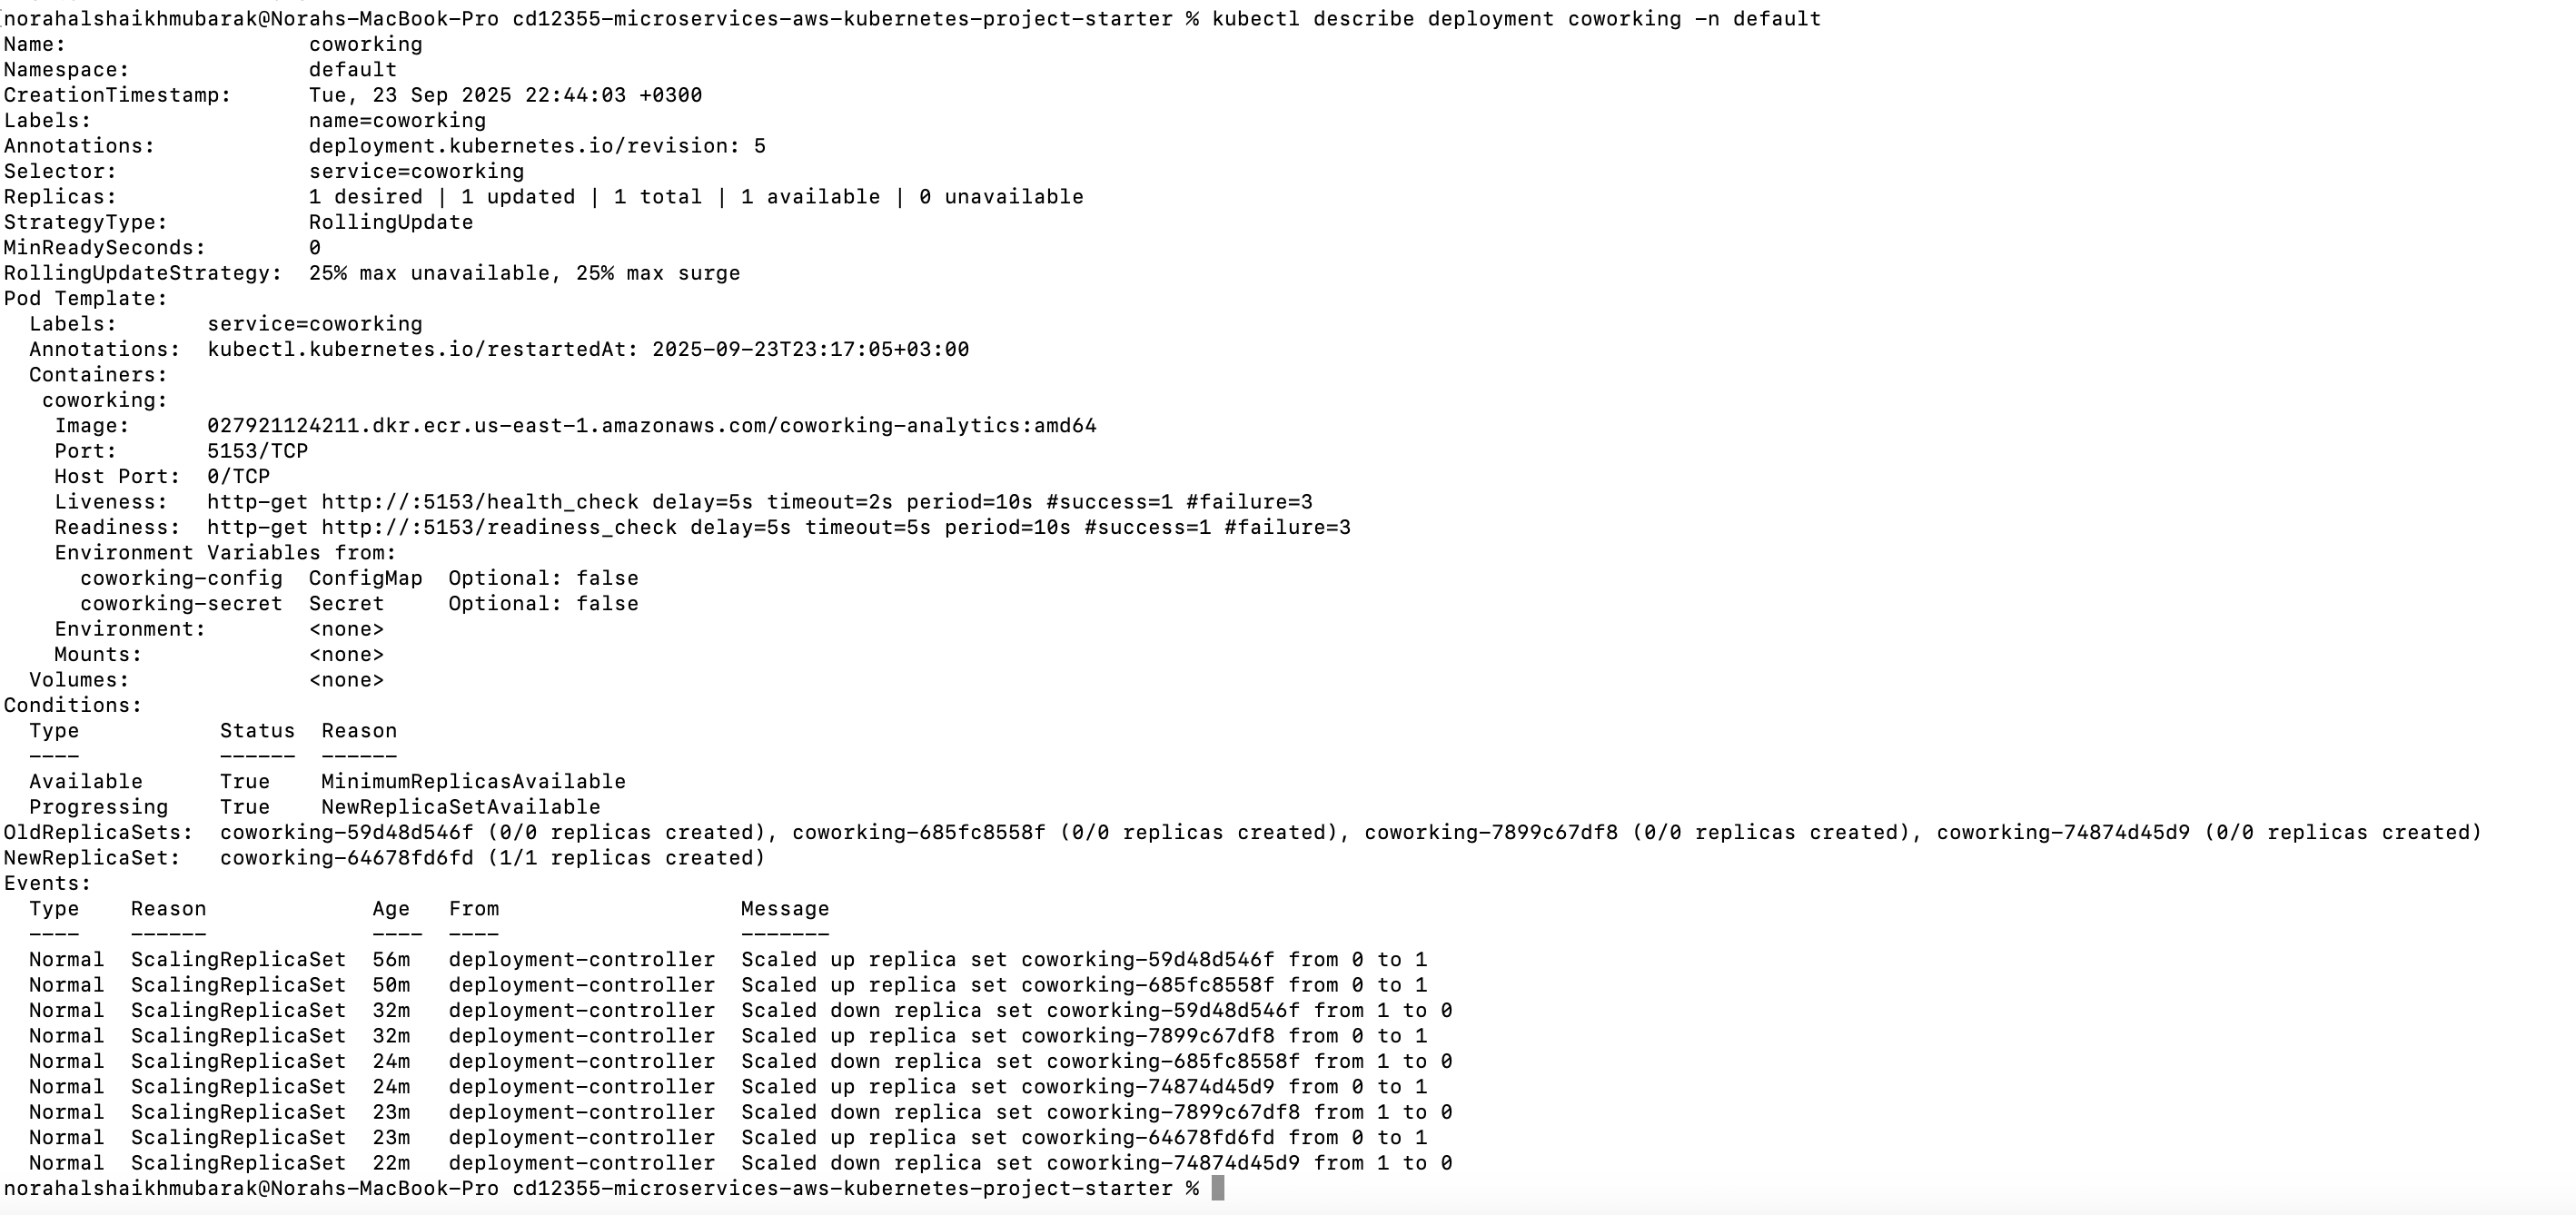 norahalshaikhmubarak@Norahs-MacBook-Pro cd12355-microservices-aws-kubernetes-project-starter % kubectl describe deployment coworking -n default
Name:                   coworking
Namespace:              default
CreationTimestamp:      Tue, 23 Sep 2025 22:44:03 +0300
Labels:                 name=coworking
Annotations:            deployment.kubernetes.io/revision: 5
Selector:               service=coworking
Replicas:               1 desired | 1 updated | 1 total | 1 available | 0 unavailable
StrategyType:           RollingUpdate
MinReadySeconds:        0
RollingUpdateStrategy:  25% max unavailable, 25% max surge
Pod Template:
  Labels:       service=coworking
  Annotations:  kubectl.kubernetes.io/restartedAt: 2025-09-23T23:17:05+03:00
  Containers:
   coworking:
    Image:      027921124211.dkr.ecr.us-east-1.amazonaws.com/coworking-analytics:amd64
    Port:       5153/TCP
    Host Port:  0/TCP
    Liveness:   http-get http://:5153/health_check delay=5s timeout=2s period=10s #success=1 #failure=3
    Readiness:  http-get http://:5153/readiness_check delay=5s timeout=5s period=10s #success=1 #failure=3
    Environment Variables from:
      coworking-config  ConfigMap  Optional: false
      coworking-secret  Secret     Optional: false
    Environment:        <none>
    Mounts:             <none>
  Volumes:              <none>
Conditions:
  Type           Status  Reason
  ----           ------  ------
  Available      True    MinimumReplicasAvailable
  Progressing    True    NewReplicaSetAvailable
OldReplicaSets:  coworking-59d48d546f (0/0 replicas created), coworking-685fc8558f (0/0 replicas created), coworking-7899c67df8 (0/0 replicas created), coworking-74874d45d9 (0/0 replicas created)
NewReplicaSet:   coworking-64678fd6fd (1/1 replicas created)
Events:
  Type    Reason             Age   From                   Message
  ----    ------             ----  ----                   -------
  Normal  ScalingReplicaSet  56m   deployment-controller  Scaled up replica set coworking-59d48d546f from 0 to 1
  Normal  ScalingReplicaSet  50m   deployment-controller  Scaled up replica set coworking-685fc8558f from 0 to 1
  Normal  ScalingReplicaSet  32m   deployment-controller  Scaled down replica set coworking-59d48d546f from 1 to 0
  Normal  ScalingReplicaSet  32m   deployment-controller  Scaled up replica set coworking-7899c67df8 from 0 to 1
  Normal  ScalingReplicaSet  24m   deployment-controller  Scaled down replica set coworking-685fc8558f from 1 to 0
  Normal  ScalingReplicaSet  24m   deployment-controller  Scaled up replica set coworking-74874d45d9 from 0 to 1
  Normal  ScalingReplicaSet  23m   deployment-controller  Scaled down replica set coworking-7899c67df8 from 1 to 0
  Normal  ScalingReplicaSet  23m   deployment-controller  Scaled up replica set coworking-64678fd6fd from 0 to 1
  Normal  ScalingReplicaSet  22m   deployment-controller  Scaled down replica set coworking-74874d45d9 from 1 to 0
norahalshaikhmubarak@Norahs-MacBook-Pro cd12355-microservices-aws-kubernetes-project-starter %